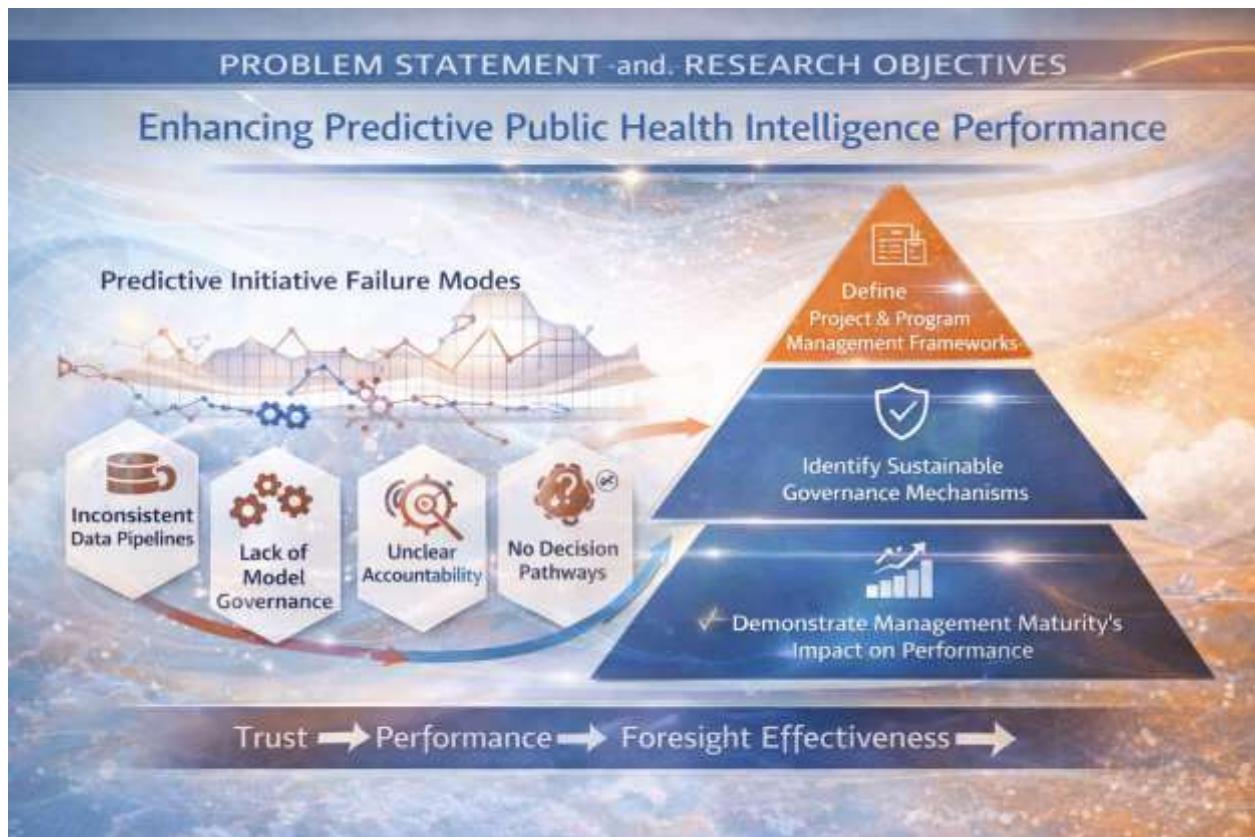 PROBLEM STATEMENT and. RESEARCH OBJECTIVES
Enhancing Predictive Public Health Intelligence Performance
Predictive Initiative Failure Modes
Inconsistent
Data Pipelines
Lack of
Model
Governance
Unclear
Accountability
No Decision
Pathways
Define
Project & Program
Management Frameworks
Identify Sustainable
Governance Mechanisms
Demonstrate Management Maturity's
Impact on Performance
Trust → Performance → Foresight Effectiveness →